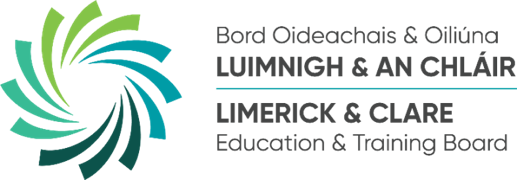 Bord Oideachais & Oiliúna
LUIMNIGH & AN CHLÁIR
LIMERICK & CLARE
Education & Training Board